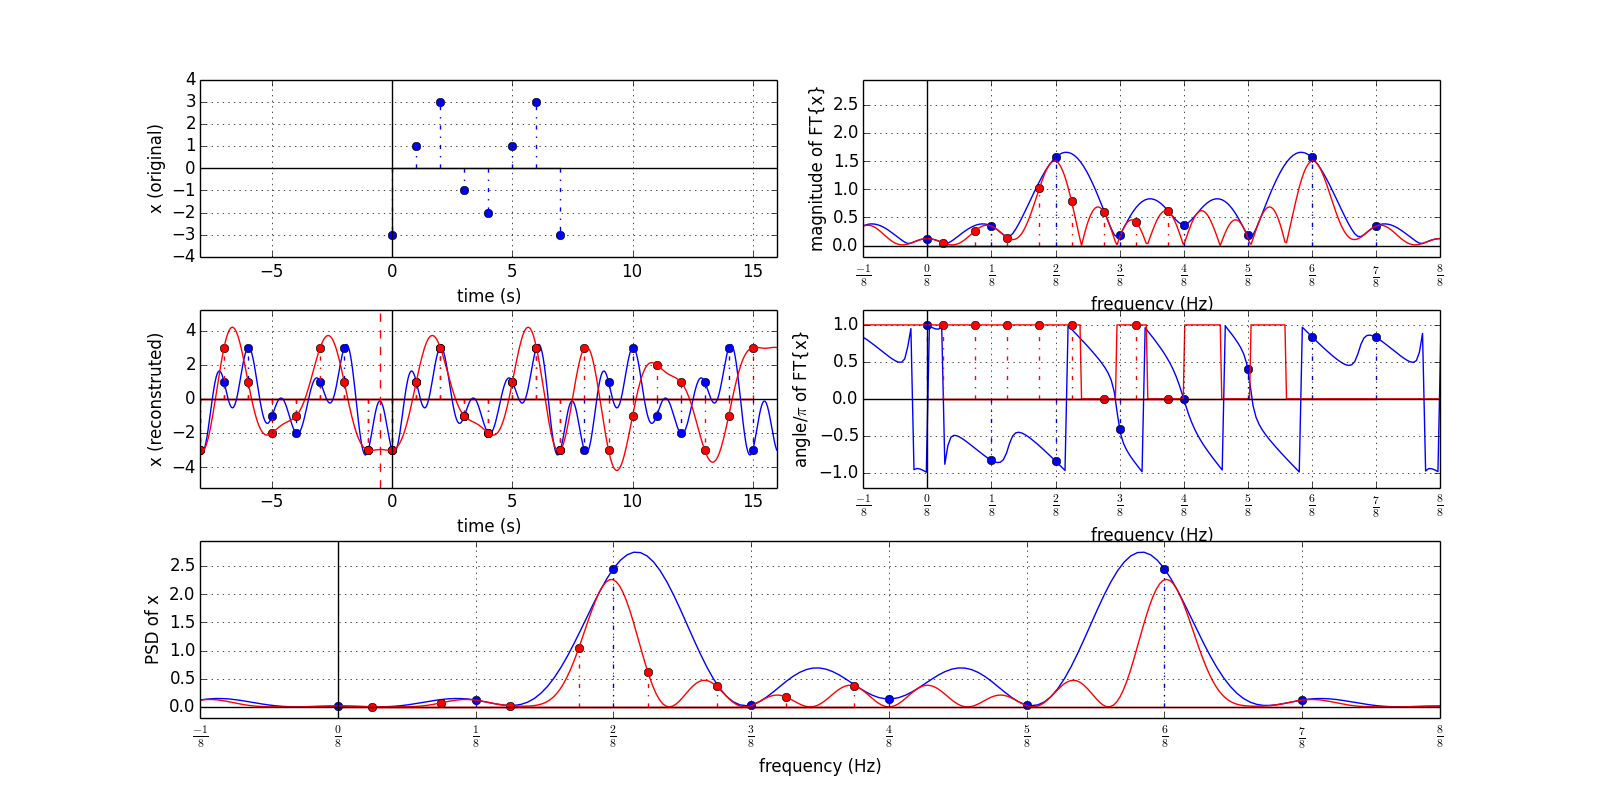 4
3
2
1
0
−1
−2
−3
−4
x (original)
−5 0 5 10 15
time (s)
2.5
2.0
1.5
1.0
0.5
0.0
magnitude of FT{x}
-1/8 0/8 1/8 2/8 3/8 4/8 5/8 6/8 7/8 8/8
frequency (Hz)
4
2
0
−2
−4
x (reconstruted)
−5 0 5 10 15
time (s)
1.0
0.5
0.0
−0.5
−1.0
angle/π of FT{x}
-1/8 0/8 1/8 2/8 3/8 4/8 5/8 6/8 7/8 8/8
frequency (Hz)
2.5
2.0
1.5
1.0
0.5
0.0
PSD of x
-1/8 0/8 1/8 2/8 3/8 4/8 5/8 6/8 7/8 8/8
frequency (Hz)